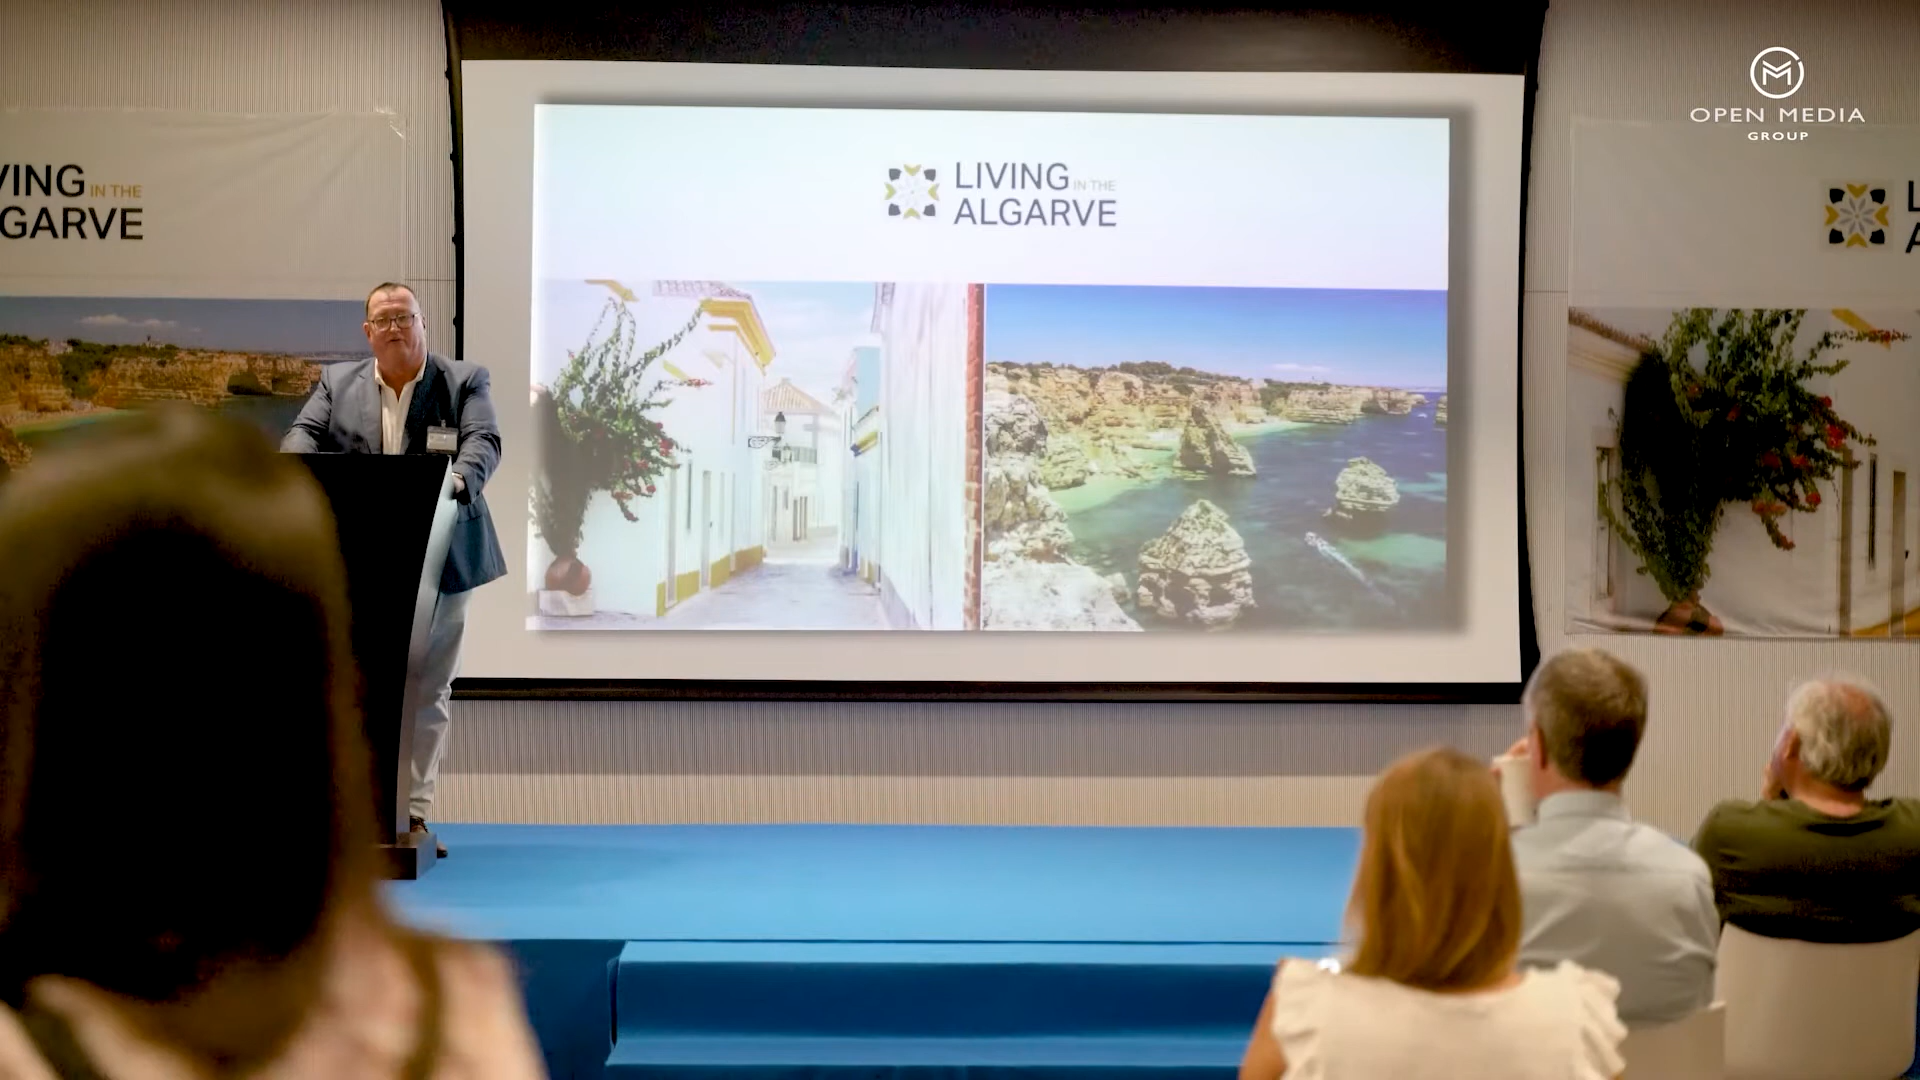 OPEN MEDIA
GROUP
VING IN THE
GARVE
LIVING IN THE
ALGARVE
L
A